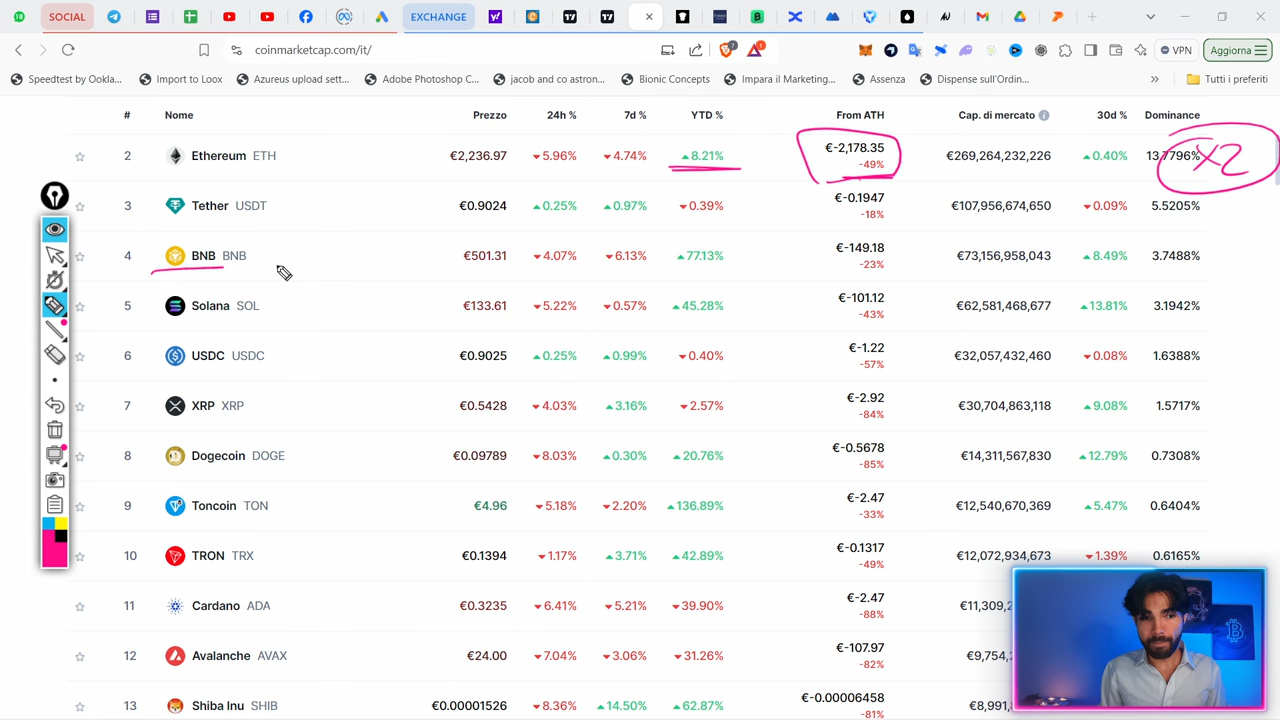 SOCIAL EXCHANGE
coinmarketcap.com/it/ VPN Aggiorna
Speedtest by Ookla... Import to Loox Azureus upload sett... Adobe Photoshop C... jacob and co astron... Bionic Concepts Impara il Marketing... Assenza Dispense sull'Ordin... » Tutti i preferiti
# Nome Prezzo 24h % 7d % YTD % From ATH Cap. di mercato 30d % Dominance
2 Ethereum ETH €2,236.97 5.96% 4.74% 8.21% €-2,178.35 €269,264,232,226 0.40% 13.7796% X2
-49%
3 Tether USDT €0.9024 0.25% 0.97% 0.39% €-0.1947 €107,956,674,650 0.09% 5.5205%
-18%
4 BNB BNB €501.31 4.07% 6.13% 77.13% €-149.18 €73,156,958,043 8.49% 3.7488%
-23%
5 Solana SOL €133.61 5.22% 0.57% 45.28% €-101.12 €62,581,468,677 13.81% 3.1942%
-43%
6 USDC USDC €0.9025 0.25% 0.99% 0.40% €-1.22 €32,057,432,460 0.08% 1.6388%
-57%
7 XRP XRP €0.5428 4.03% 3.16% 2.57% €-2.92 €30,704,863,118 9.08% 1.5717%
-84%
8 Dogecoin DOGE €0.09789 8.03% 0.30% 20.76% €-0.5678 €14,311,567,830 12.79% 0.7308%
-85%
9 Toncoin TON €4.96 5.18% 2.20% 136.89% €-2.47 €12,540,670,369 5.47% 0.6404%
-33%
10 TRON TRX €0.1394 1.17% 3.71% 42.89% €-0.1317 €12,072,934,673 1.39% 0.6165%
-49%
11 Cardano ADA €0.3235 6.41% 5.21% 39.90% €-2.47 €11,309,2
-88%
12 Avalanche AVAX €24.00 7.04% 3.06% 31.26% €-107.97 €9,754,2
-82%
13 Shiba Inu SHIB €0.00001526 8.36% 14.50% 62.87% €-0.00006458 €8,991,8
-81%